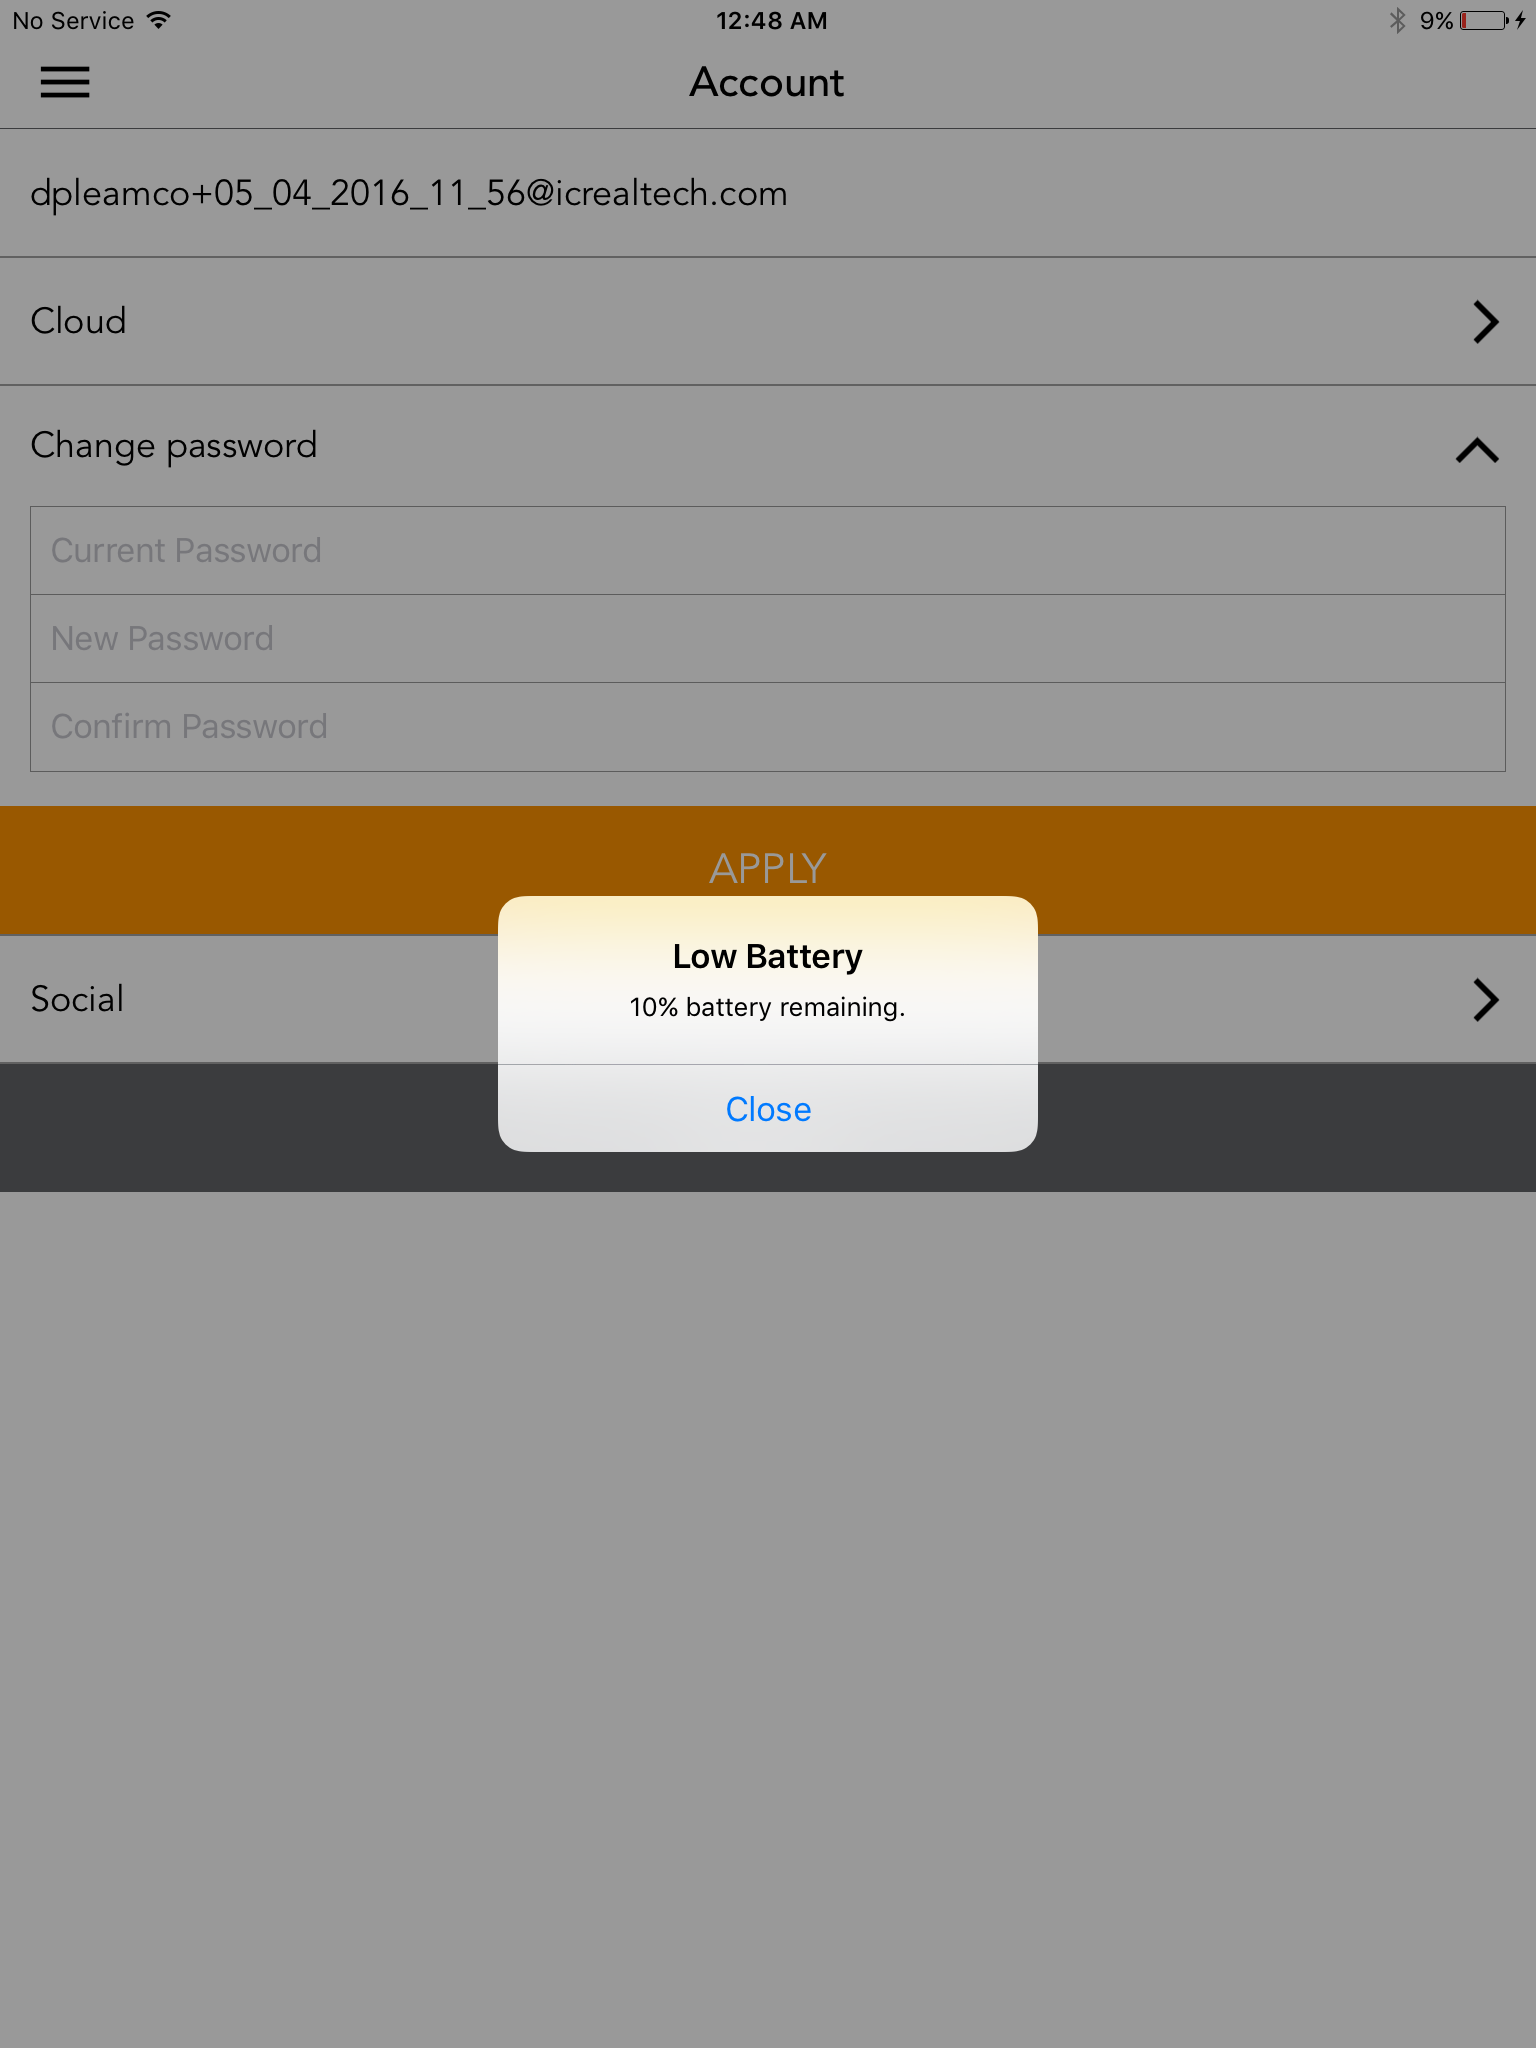 No Service
12:48 AM
9%
Account
dpleamco+05_04_2016_11_56@icrealtech.com
Cloud
Change password
Current Password
New Password
Confirm Password
APPLY
Low Battery
10% battery remaining.
Social
Close